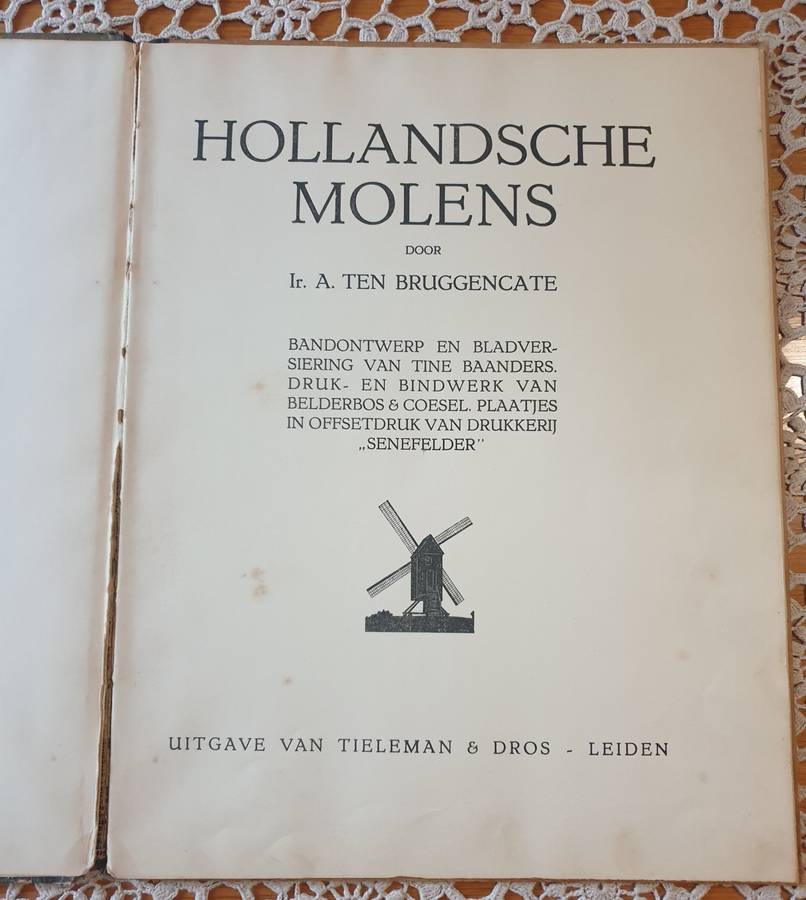 HOLLANDSCHE
MOLENS
DOOR
Ir. A. TEN BRUGGENCATE
BANDONTWERP EN BLADVER-
SIERING VAN TINE BAANDERS.
DRUK- EN BINDWERK VAN
BELDERBOS & COESEL. PLAATJES
IN OFFSETDRUK VAN DRUKKERIJ
„SENEFELDER”
UITGAVE VAN TIELEMAN & DROS - LEIDEN